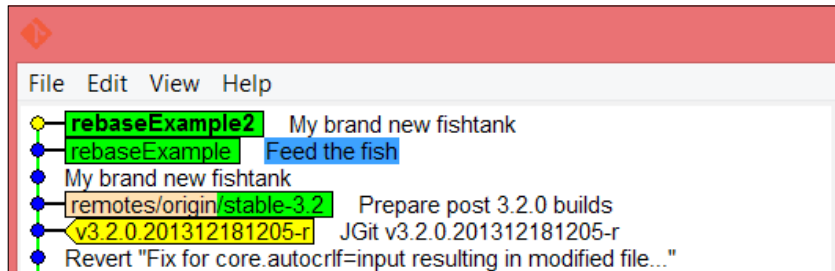 File Edit View Help
rebaseExample2 My brand new fishtank
rebaseExample Feed the fish
My brand new fishtank
remotes/origin/stable-3.2 Prepare post 3.2.0 builds
v3.2.0.201312181205-r JGit v3.2.0.201312181205-r
Revert "Fix for core.autocrlf=input resulting in modified file..."